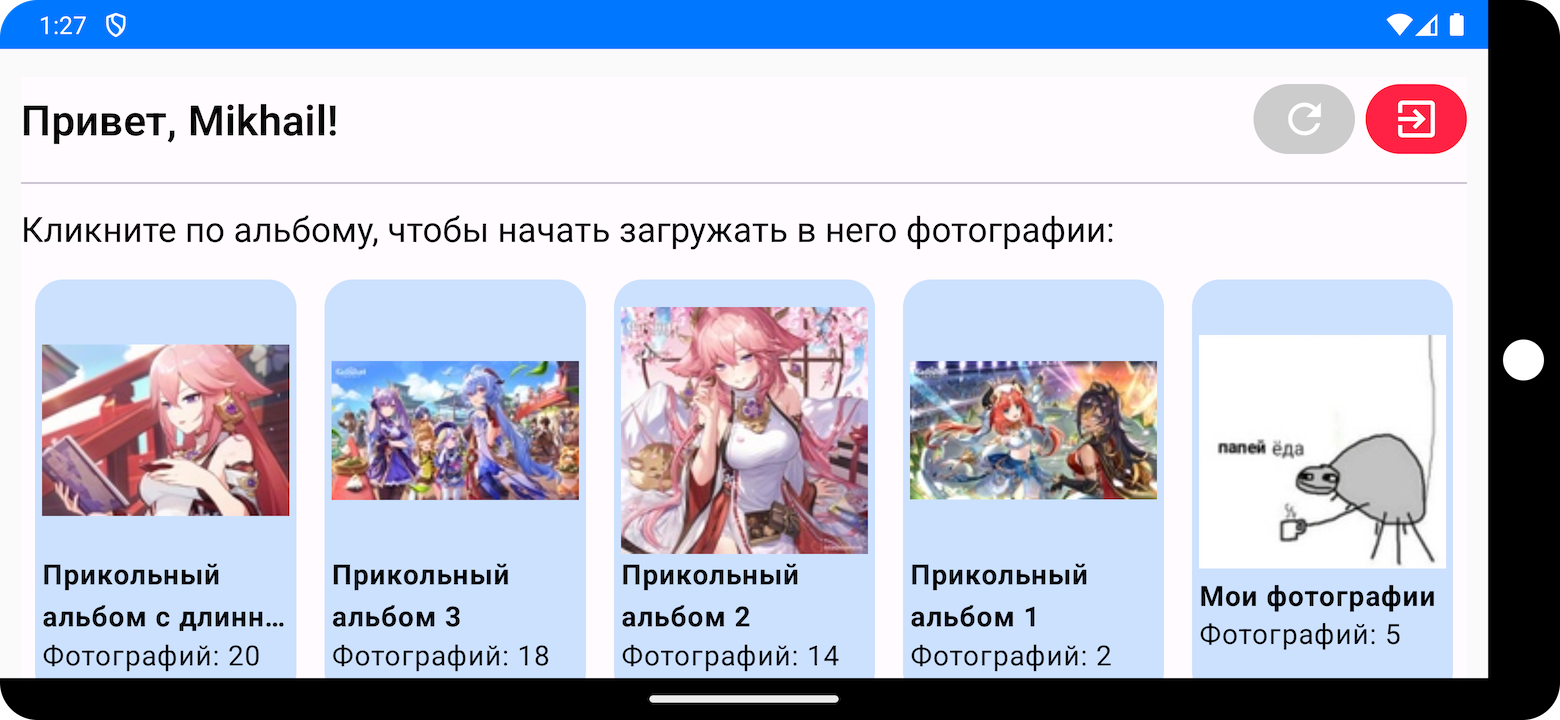 1:27
Привет, Mikhail!
Кликните по альбому, чтобы начать загружать в него фотографии:
Прикольный
альбом с длинн…
Фотографий: 20
Прикольный
альбом 3
Фотографий: 18
Прикольный
альбом 2
Фотографий: 14
Прикольный
альбом 1
Фотографий: 2
папей ёда
Мои фотографии
Фотографий: 5